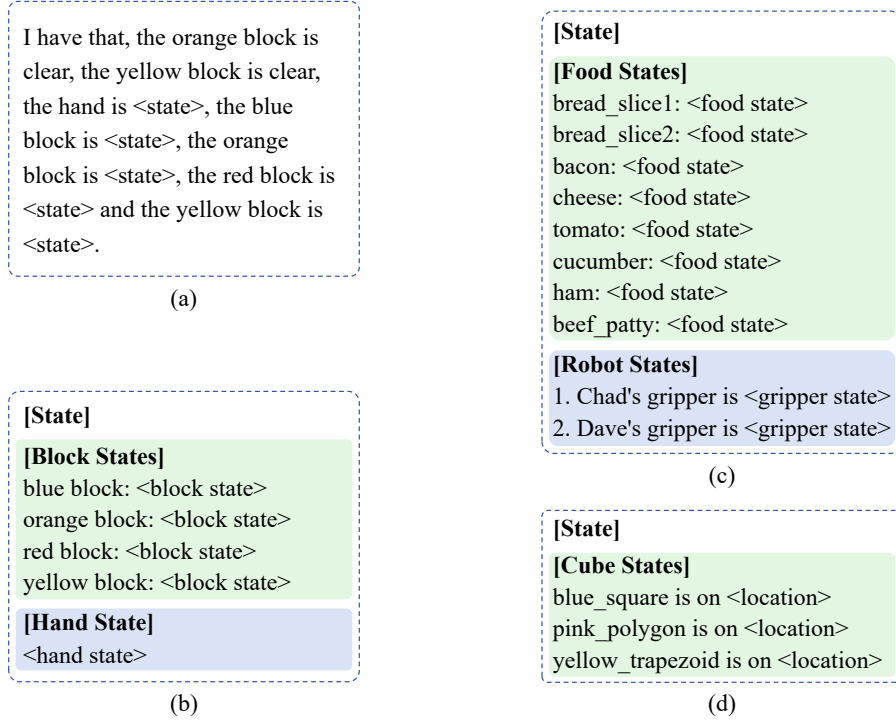 I have that, the orange block is
clear, the yellow block is clear,
the hand is <state>, the blue
block is <state>, the orange
block is <state>, the red block is
<state> and the yellow block is
<state>.
(a)
[State]
[Block States]
blue block: <block state>
orange block: <block state>
red block: <block state>
yellow block: <block state>
[Hand State]
<hand state>
(b)
[State]
[Food States]
bread_slice1: <food state>
bread_slice2: <food state>
bacon: <food state>
cheese: <food state>
tomato: <food state>
cucumber: <food state>
ham: <food state>
beef_patty: <food state>
[Robot States]
1. Chad's gripper is <gripper state>
2. Dave's gripper is <gripper state>
(c)
[State]
[Cube States]
blue_square is on <location>
pink_polygon is on <location>
yellow_trapezoid is on <location>
(d)